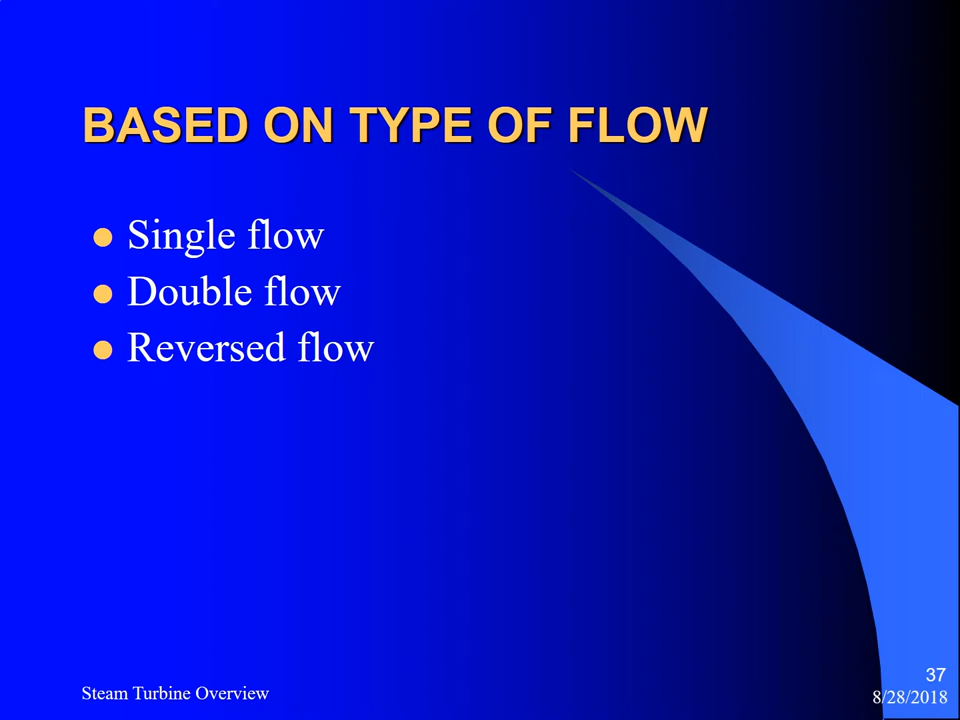 BASED ON TYPE OF FLOW
Single flow
Double flow
Reversed flow
Steam Turbine Overview
37
8/28/2018